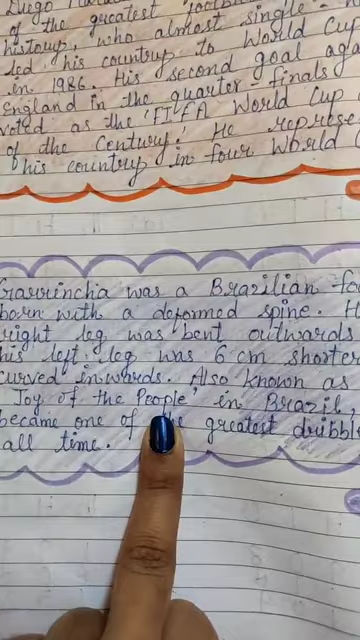 of the greatest
history, who almost single-
led his country to World Cup
in 1986. His second goal aga
England in the quarter-finals
voted as the 'FIFA World Cup
of the Century.' He represe
his country in four World
Garrincha was a Brazilian fo
born with a deformed spine. H
right leg was bent outwards
his left leg was 6 cm shorter
curved inwards. Also known as
Joy of the People' in Brazil,
became one of the greatest dribble
all time.